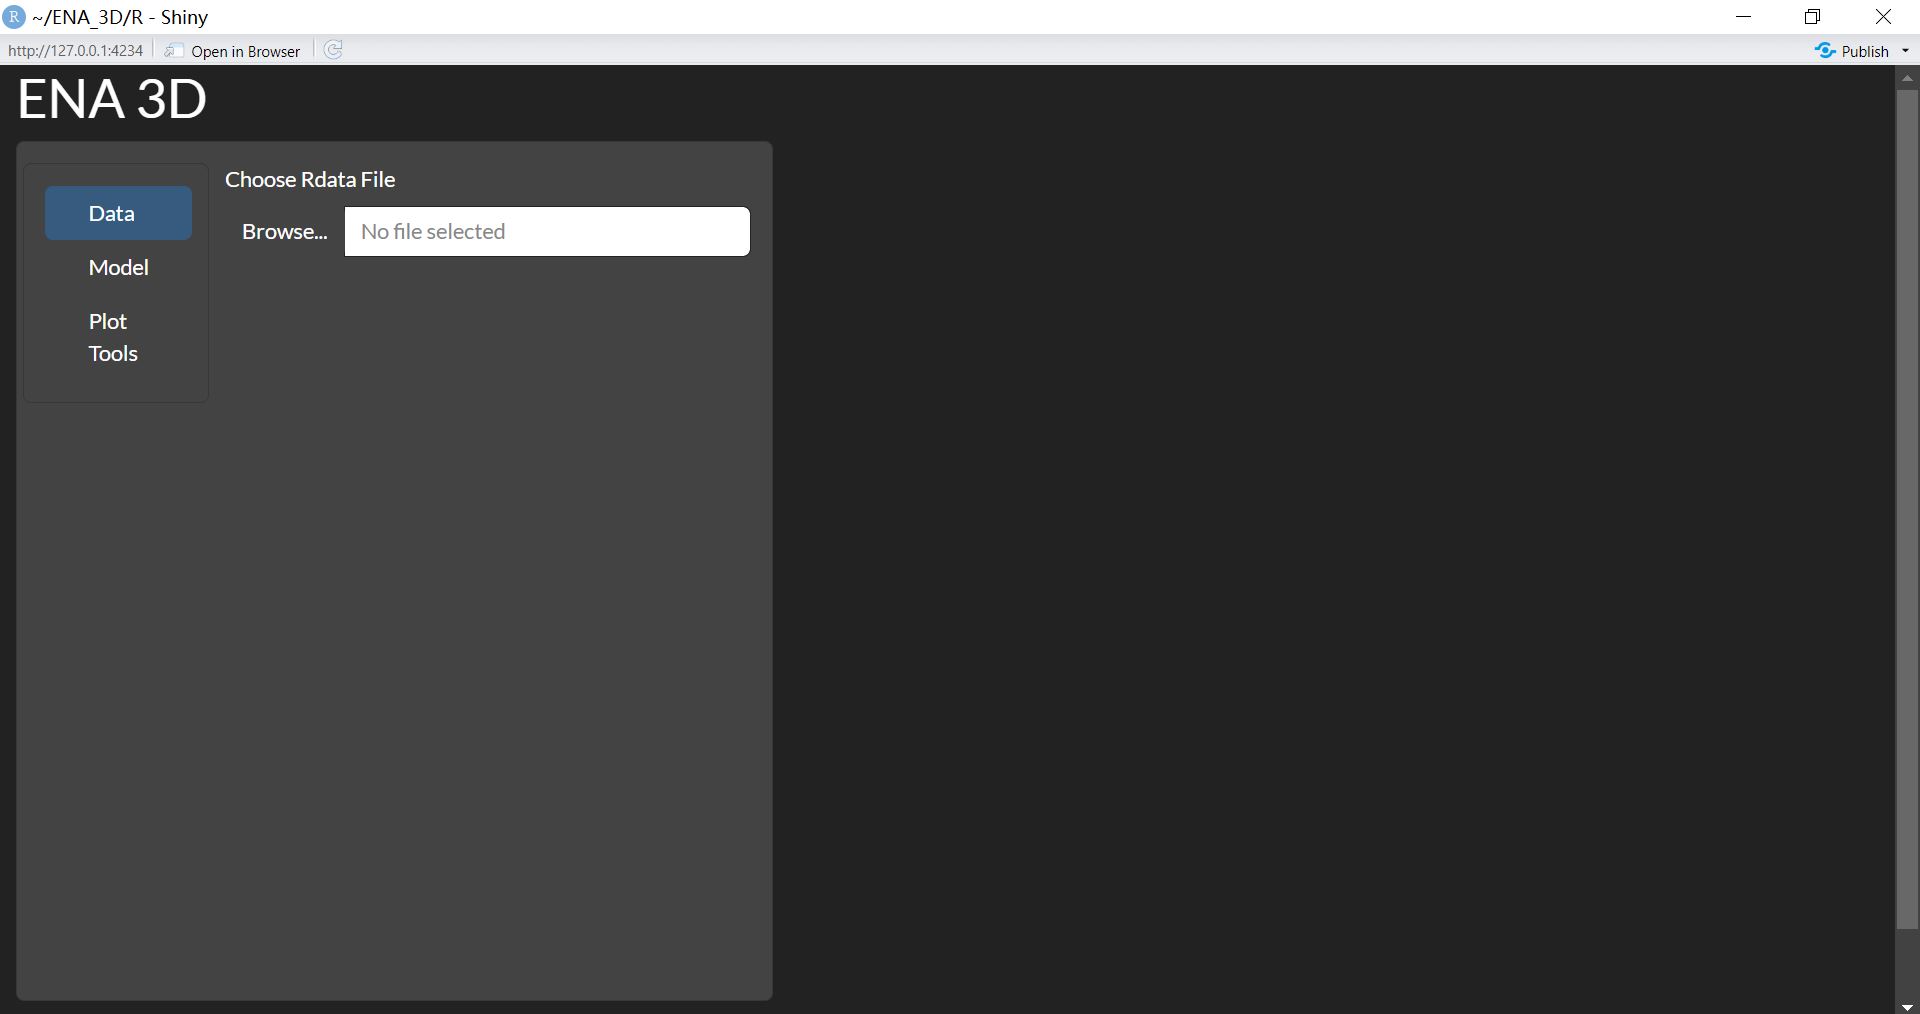 R ~/ENA_3D/R - Shiny
http://127.0.0.1:4234 Open in Browser Publish
ENA 3D
Choose Rdata File
Data
Browse... No file selected
Model
Plot
Tools